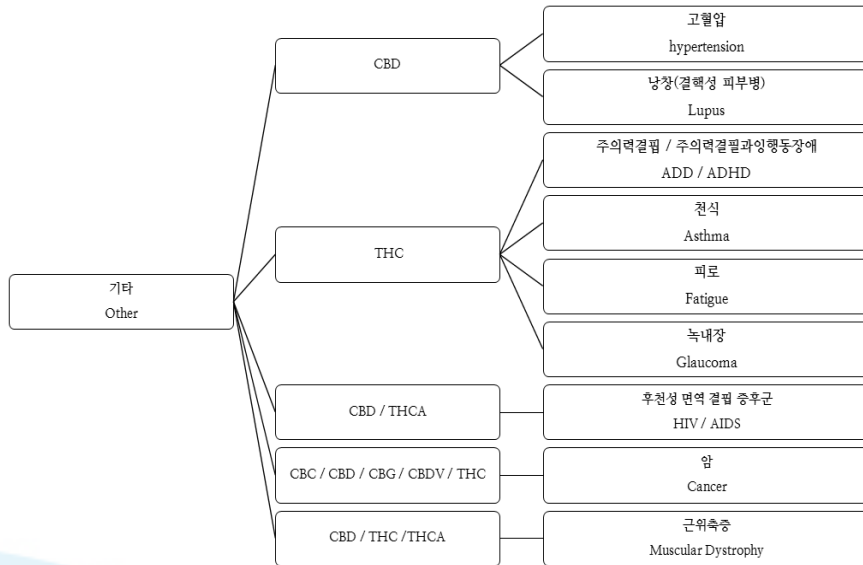 기타
Other
CBD
고혈압
hypertension
낭창(결핵성 피부병)
Lupus
THC
주의력결핍 / 주의력결필과잉행동장애
ADD / ADHD
천식
Asthma
피로
Fatigue
녹내장
Glaucoma
CBD / THCA
후천성 면역 결핍 증후군
HIV / AIDS
CBC / CBD / CBG / CBDV / THC
암
Cancer
CBD / THC /THCA
근위축증
Muscular Dystrophy